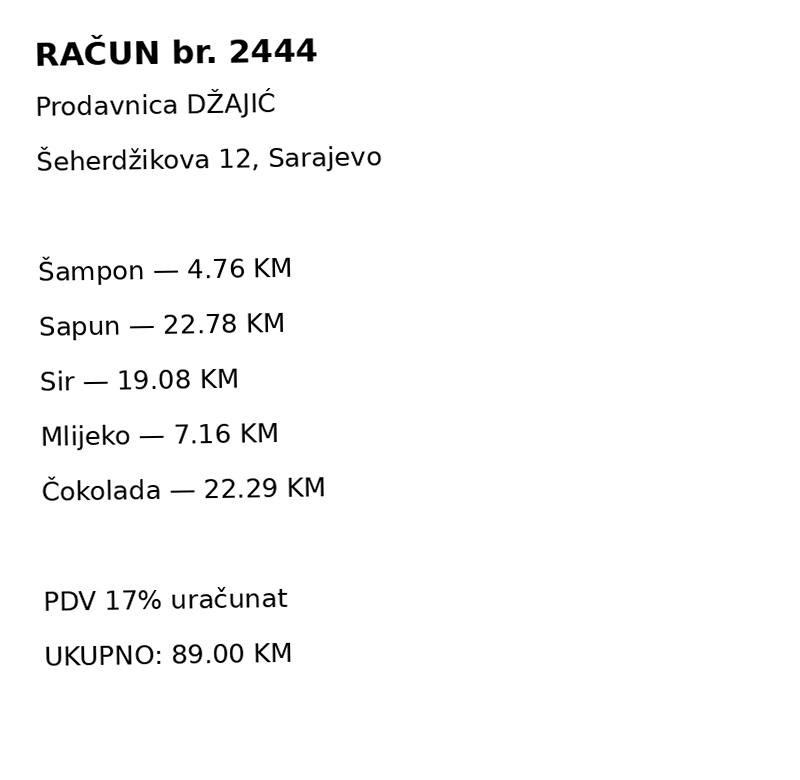 RAČUN br. 2444
Prodavnica DŽAJIĆ
Šeherdžikova 12, Sarajevo
Šampon — 4.76 KM
Sapun — 22.78 KM
Sir — 19.08 KM
Mlijeko — 7.16 KM
Čokolada — 22.29 KM
PDV 17% uračunat
UKUPNO: 89.00 KM